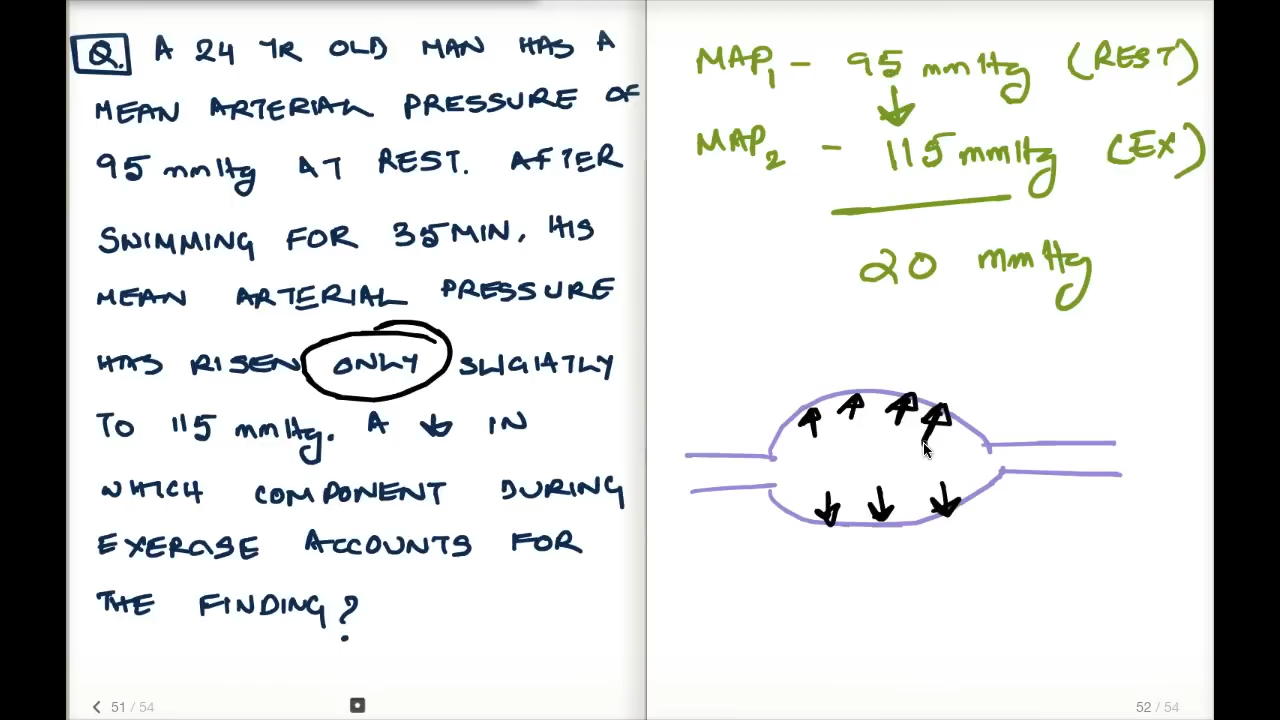 Q. A 24 YR OLD MAN HAS A
MEAN ARTERIAL PRESSURE OF
95 mmHg AT REST. AFTER
SWIMMING FOR 35MIN, HIS
MEAN ARTERIAL PRESSURE
HAS RISEN ONLY SLIGHTLY
TO 115 mmHg. A ↓ IN
WHICH COMPONENT DURING
EXERCISE ACCOUNTS FOR
THE FINDING?
51 / 54
MAP1 - 95 mmHg (REST)
↓
MAP2 - 115 mmHg (EX)
20 mmHg
52 / 54